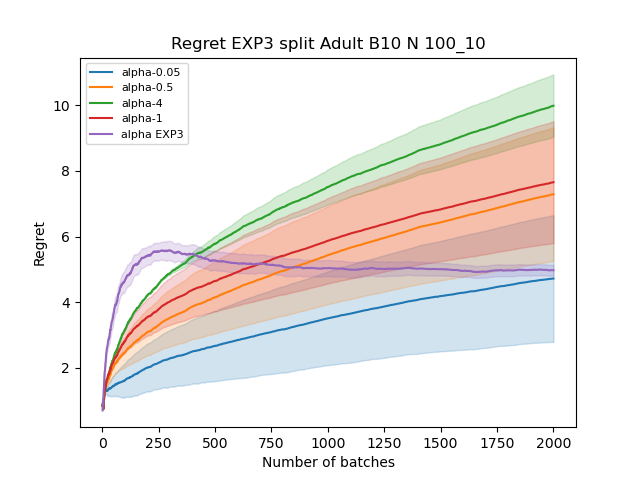 Regret EXP3 split Adult B10 N 100_10
alpha-0.05
alpha-0.5
alpha-4
alpha-1
alpha EXP3
10
8
6
4
2
Regret
0
250
500
750
1000
1250
1500
1750
2000
Number of batches